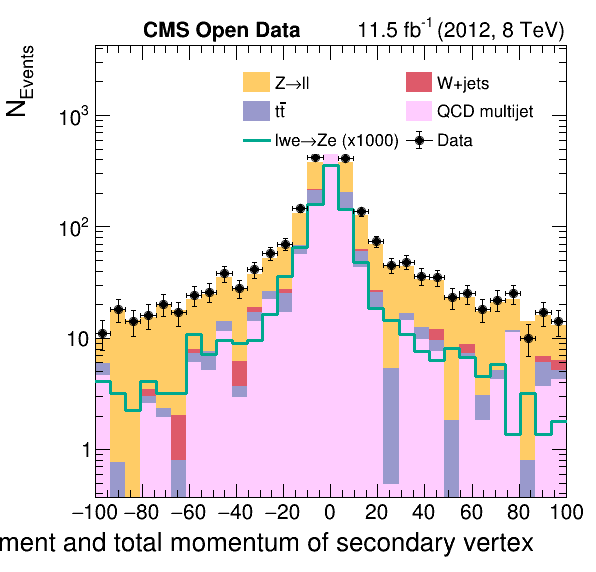 CMS Open Data
11.5 fb⁻¹ (2012, 8 TeV)
N_Events
Z→ll
W+jets
tt̄
QCD multijet
lwe→Ze (x1000)
Data
10³
10²
10
1
−100 −80 −60 −40 −20 0 20 40 60 80 100
ment and total momentum of secondary vertex